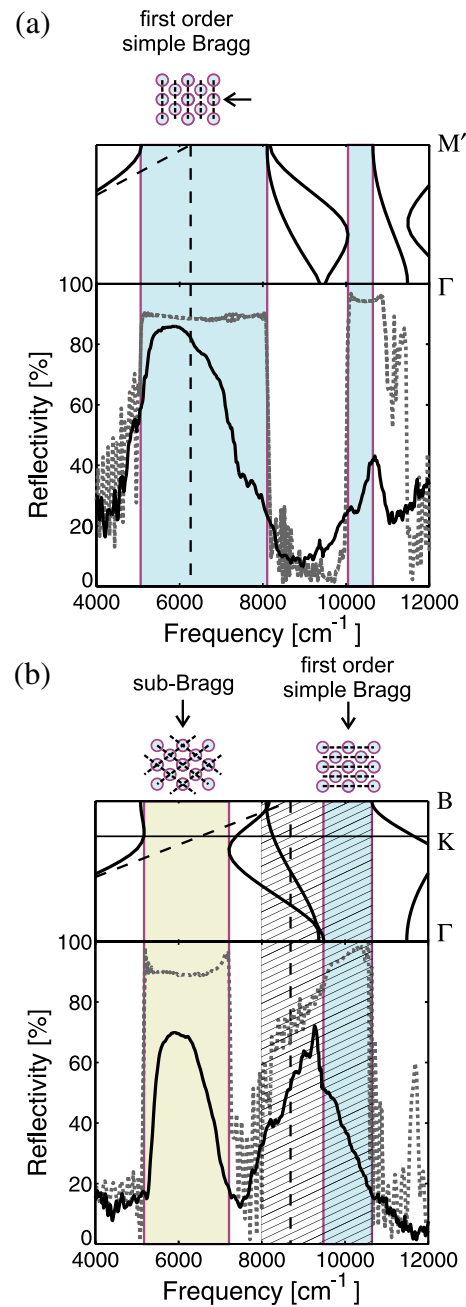 (a)
first order
simple Bragg
M′
Γ
100
80
60
40
20
0
Reflectivity [%]
4000 6000 8000 10000 12000
Frequency [cm⁻¹]
(b)
sub-Bragg
first order
simple Bragg
B
K
Γ
100
80
60
40
20
0
Reflectivity [%]
4000 6000 8000 10000 12000
Frequency [cm⁻¹]